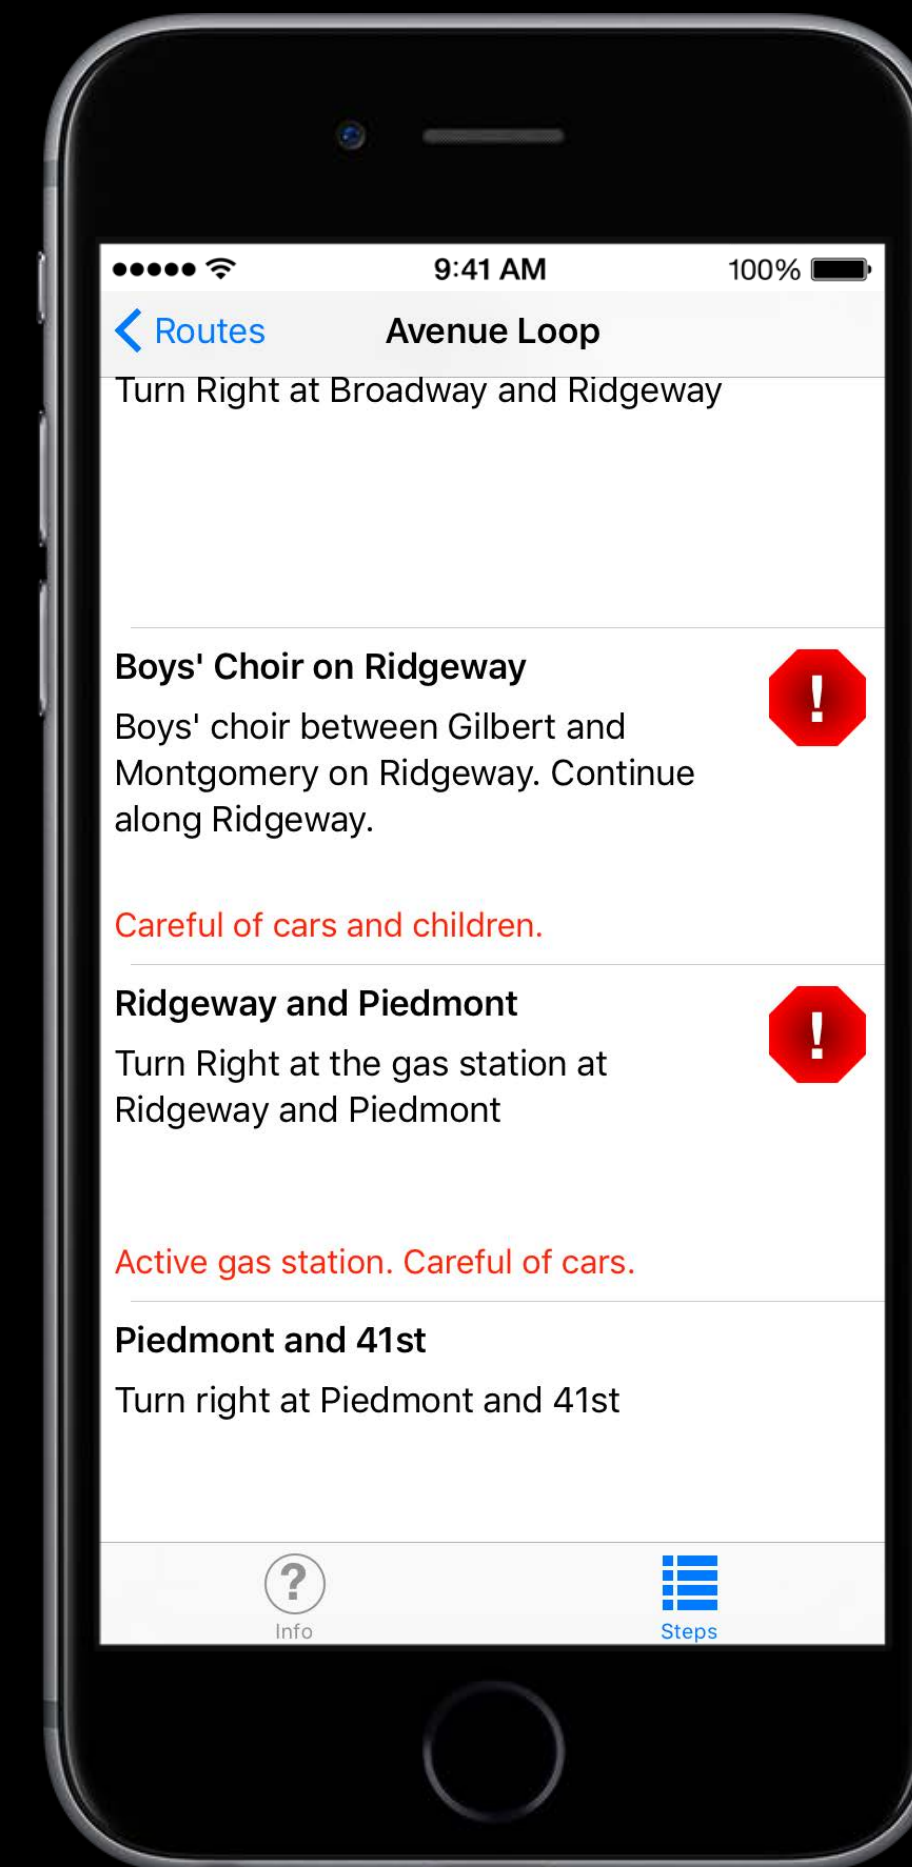 9:41 AM
100%
Routes
Avenue Loop
Turn Right at Broadway and Ridgeway
Boys' Choir on Ridgeway
!
Boys' choir between Gilbert and
Montgomery on Ridgeway. Continue
along Ridgeway.
Careful of cars and children.
Ridgeway and Piedmont
!
Turn Right at the gas station at
Ridgeway and Piedmont
Active gas station. Careful of cars.
Piedmont and 41st
Turn right at Piedmont and 41st
?
Info
Steps